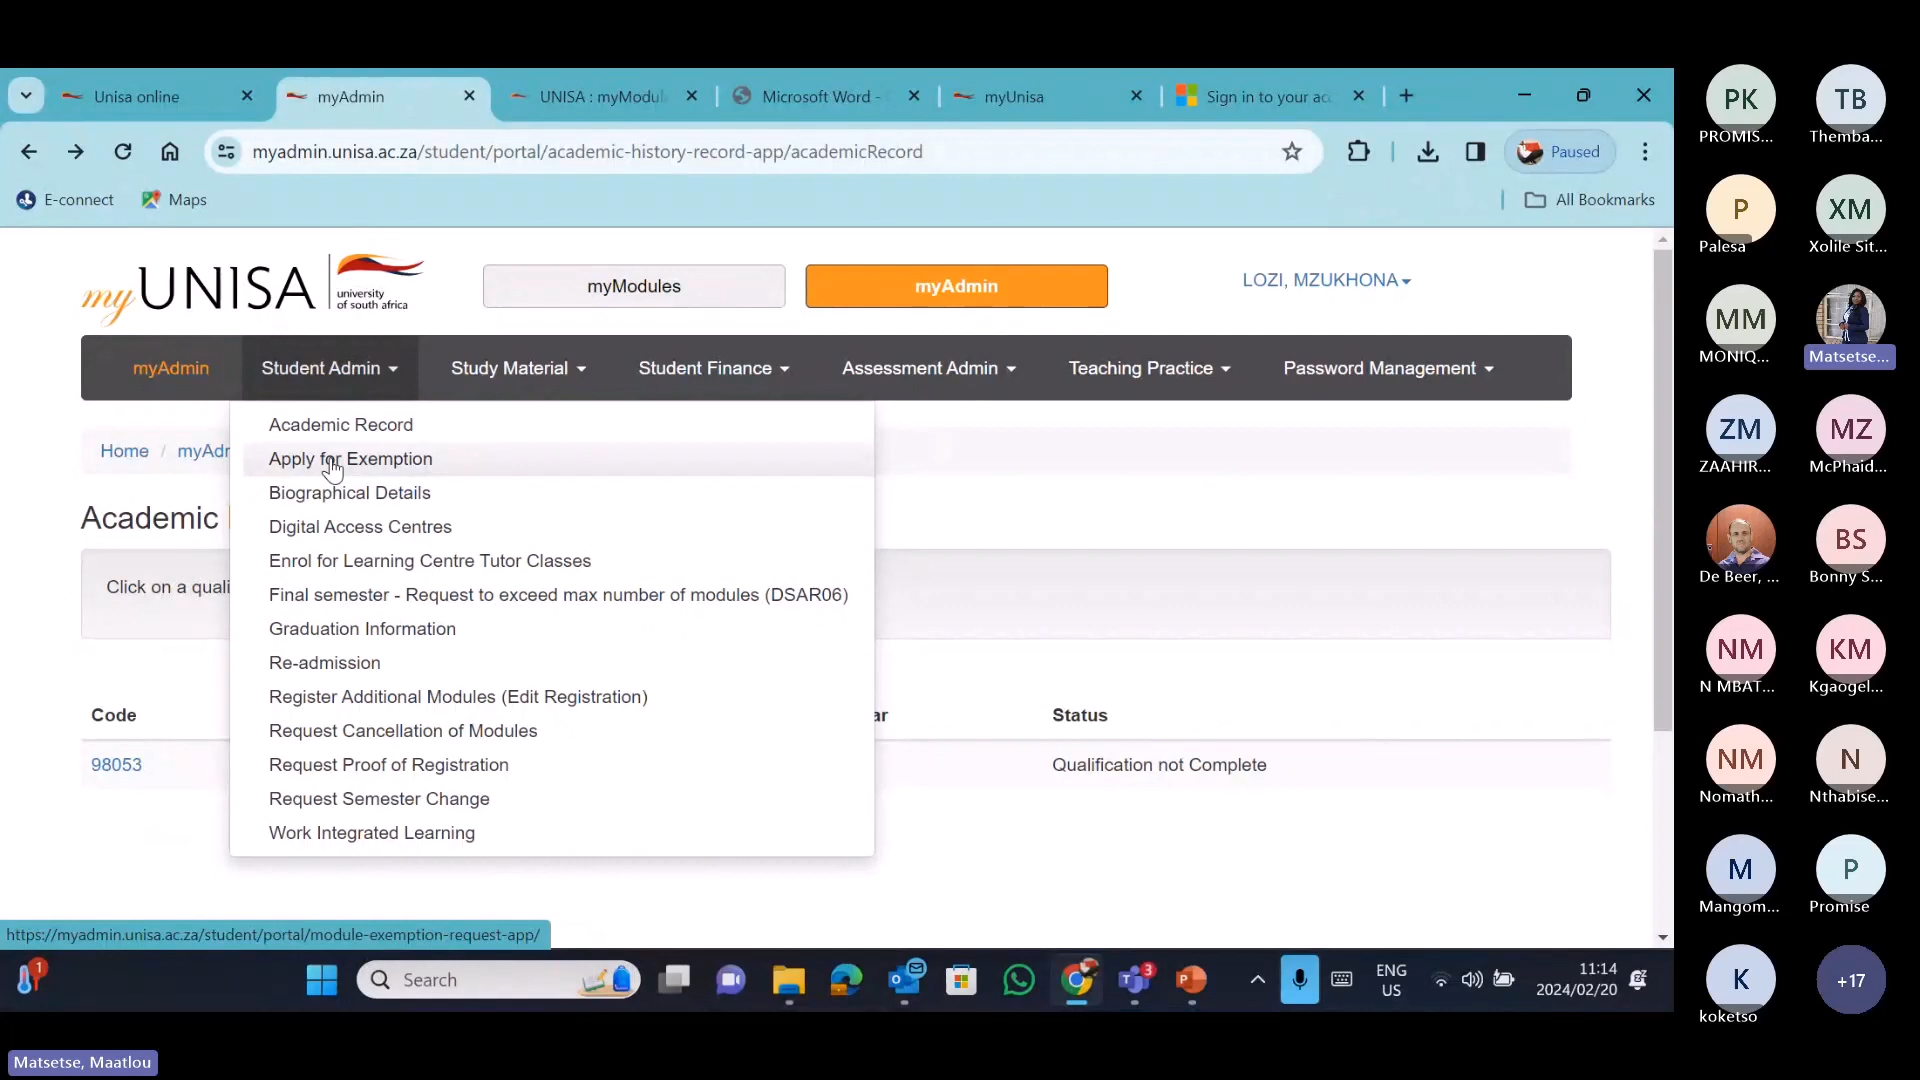 Unisa online
myAdmin
UNISA : myModul
Microsoft Word -
myUnisa
Sign in to your ac
myadmin.unisa.ac.za/student/portal/academic-history-record-app/academicRecord
Paused
E-connect
Maps
All Bookmarks
my UNISA
university
of south africa
myModules
myAdmin
LOZI, MZUKHONA
myAdmin
Student Admin
Study Material
Student Finance
Assessment Admin
Teaching Practice
Password Management
Home / myAdr
Academic Record
Apply for Exemption
Biographical Details
Digital Access Centres
Enrol for Learning Centre Tutor Classes
Final semester - Request to exceed max number of modules (DSAR06)
Graduation Information
Re-admission
Register Additional Modules (Edit Registration)
Request Cancellation of Modules
Request Proof of Registration
Request Semester Change
Work Integrated Learning
Academic
Click on a quali
Code
ar
Status
98053
Qualification not Complete
https://myadmin.unisa.ac.za/student/portal/module-exemption-request-app/
1
Search
3
ENG
US
11:14
2024/02/20
PK
PROMIS...
TB
Themba...
P
Palesa
XM
Xolile Sit...
MM
MONIQ...
Matsetse...
ZM
ZAAHIR...
MZ
McPhaid...
De Beer, ...
BS
Bonny S...
NM
N MBAT...
KM
Kgaogel...
NM
Nomath...
N
Nthabise...
M
Mangom...
P
Promise
K
koketso
+17
Matsetse, Maatlou